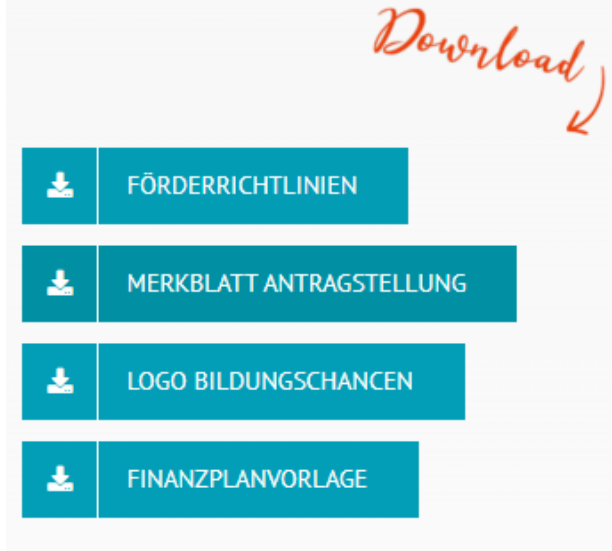 Download
FÖRDERRICHTLINIEN
MERKBLATT ANTRAGSTELLUNG
LOGO BILDUNGSCHANCEN
FINANZPLANVORLAGE